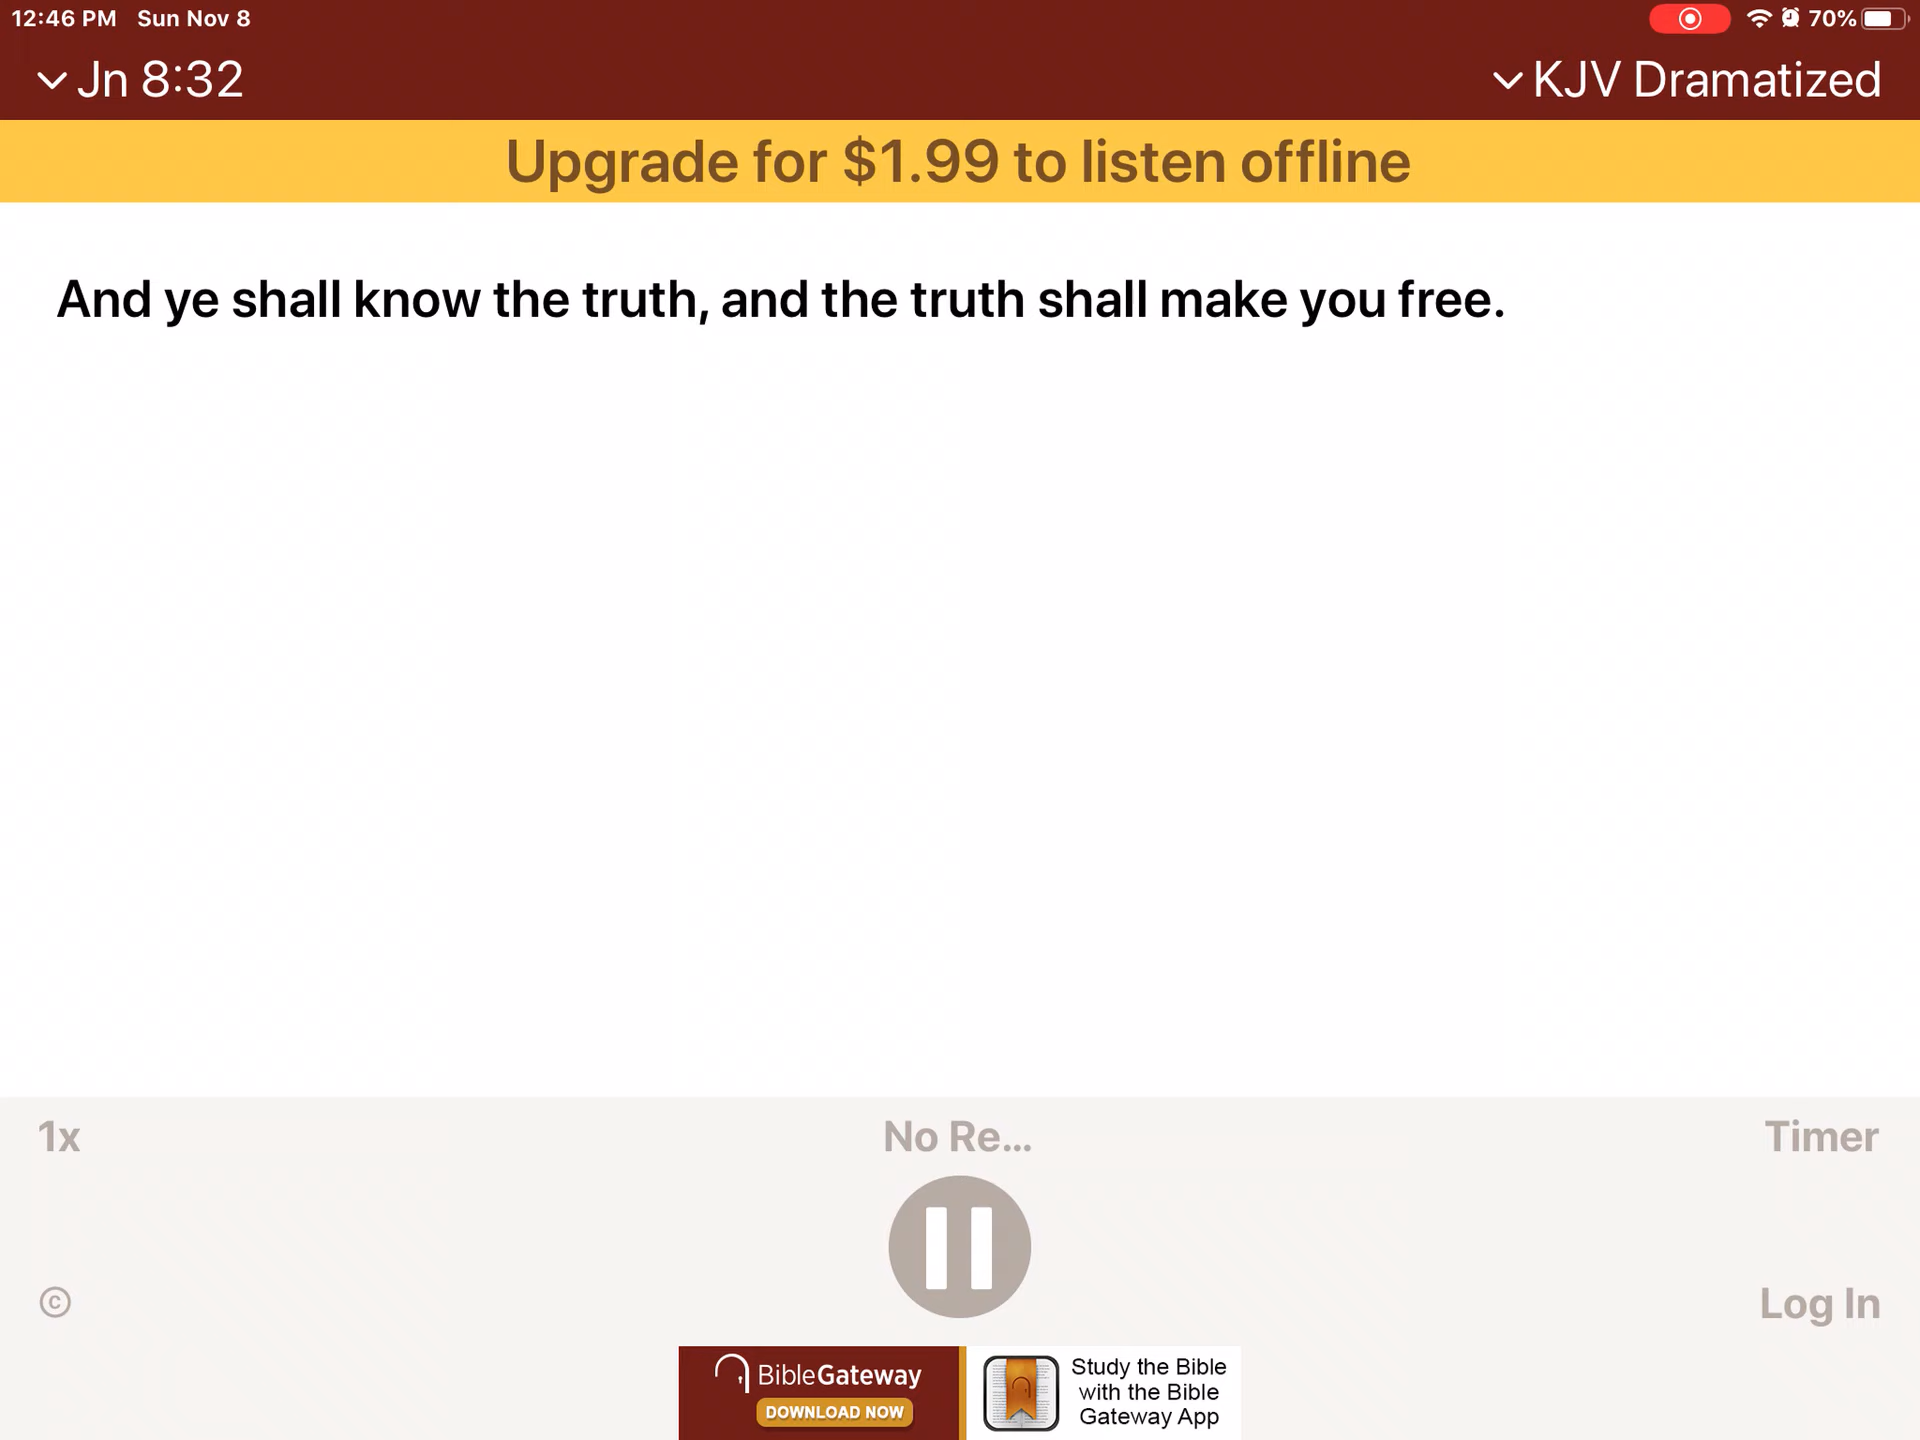 12:46 PM Sun Nov 8 70%
Jn 8:32 KJV Dramatized
Upgrade for $1.99 to listen offline
And ye shall know the truth, and the truth shall make you free.
1x No Re... Timer
© Log In
BibleGateway
DOWNLOAD NOW
Study the Bible
with the Bible
Gateway App